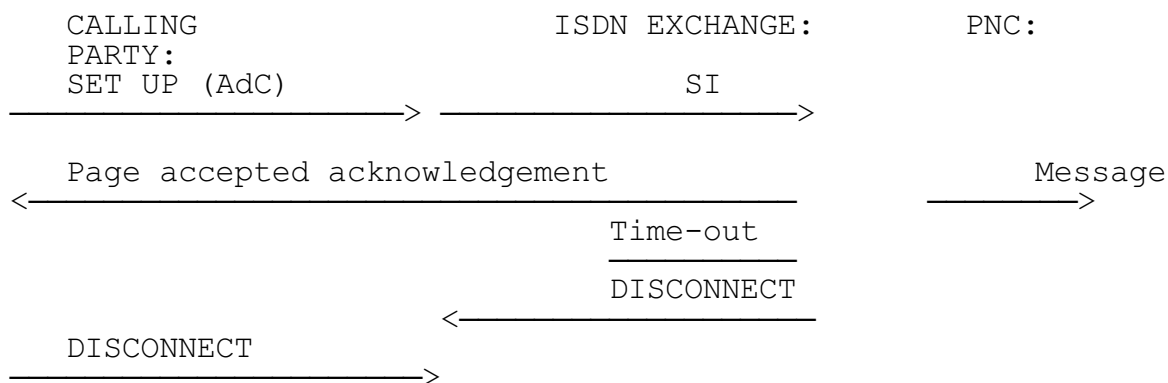 CALLING ISDN EXCHANGE: PNC:
PARTY:
SET UP (AdC) SI
Page accepted acknowledgement Message
Time-out
DISCONNECT
DISCONNECT